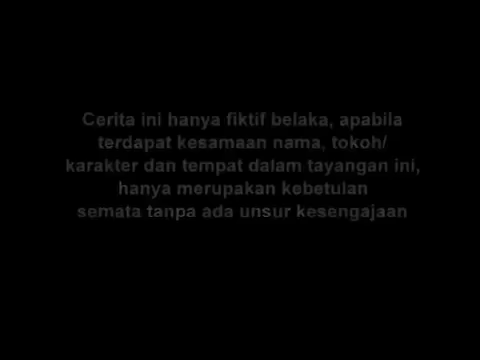 Cerita ini hanya fiktif belaka, apabila
terdapat kesamaan nama, tokoh/
karakter dan tempat dalam tayangan ini,
hanya merupakan kebetulan
semata tanpa ada unsur kesengajaan